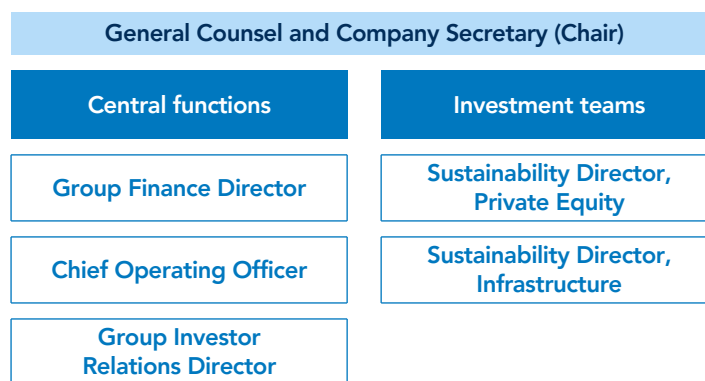 General Counsel and Company Secretary (Chair)
Central functions
Investment teams
Group Finance Director
Sustainability Director,
Private Equity
Chief Operating Officer
Sustainability Director,
Infrastructure
Group Investor
Relations Director